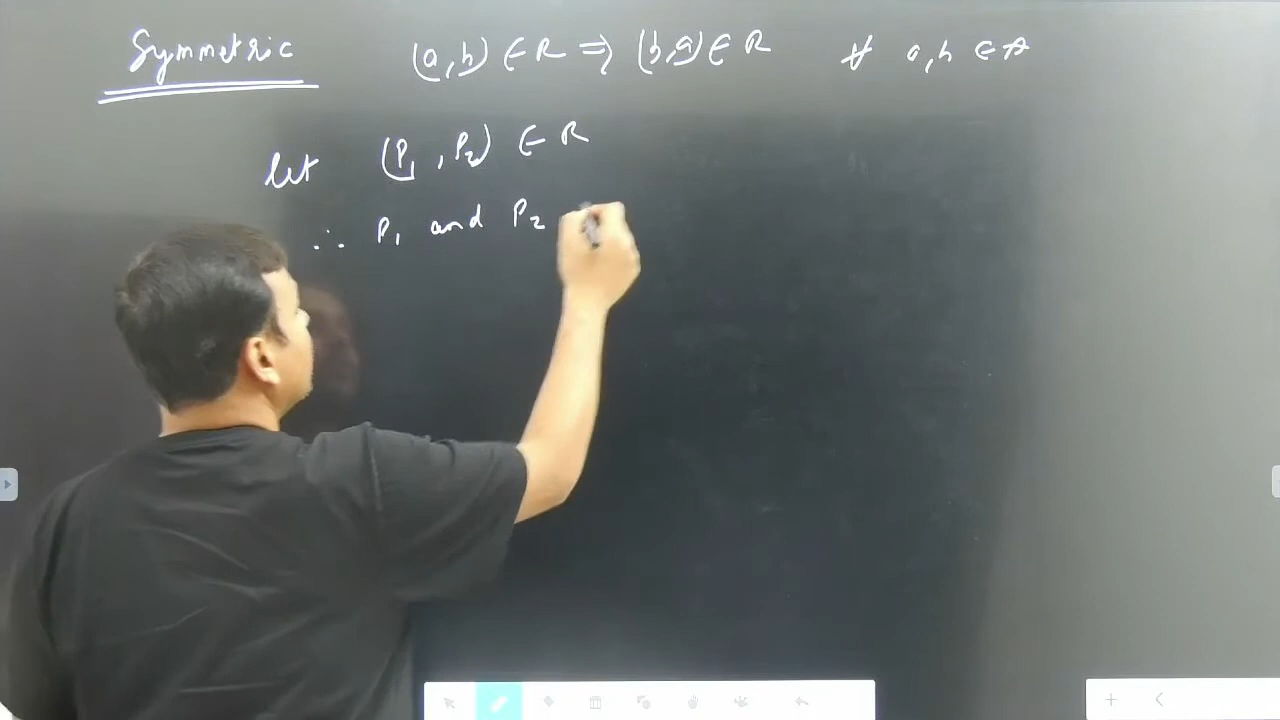 Symmetric (a,b) ∈ R ⇒ (b,a) ∈ R ∀ a,b ∈ A
let (P₁ , P₂) ∈ R
∴ P₁ and P₂